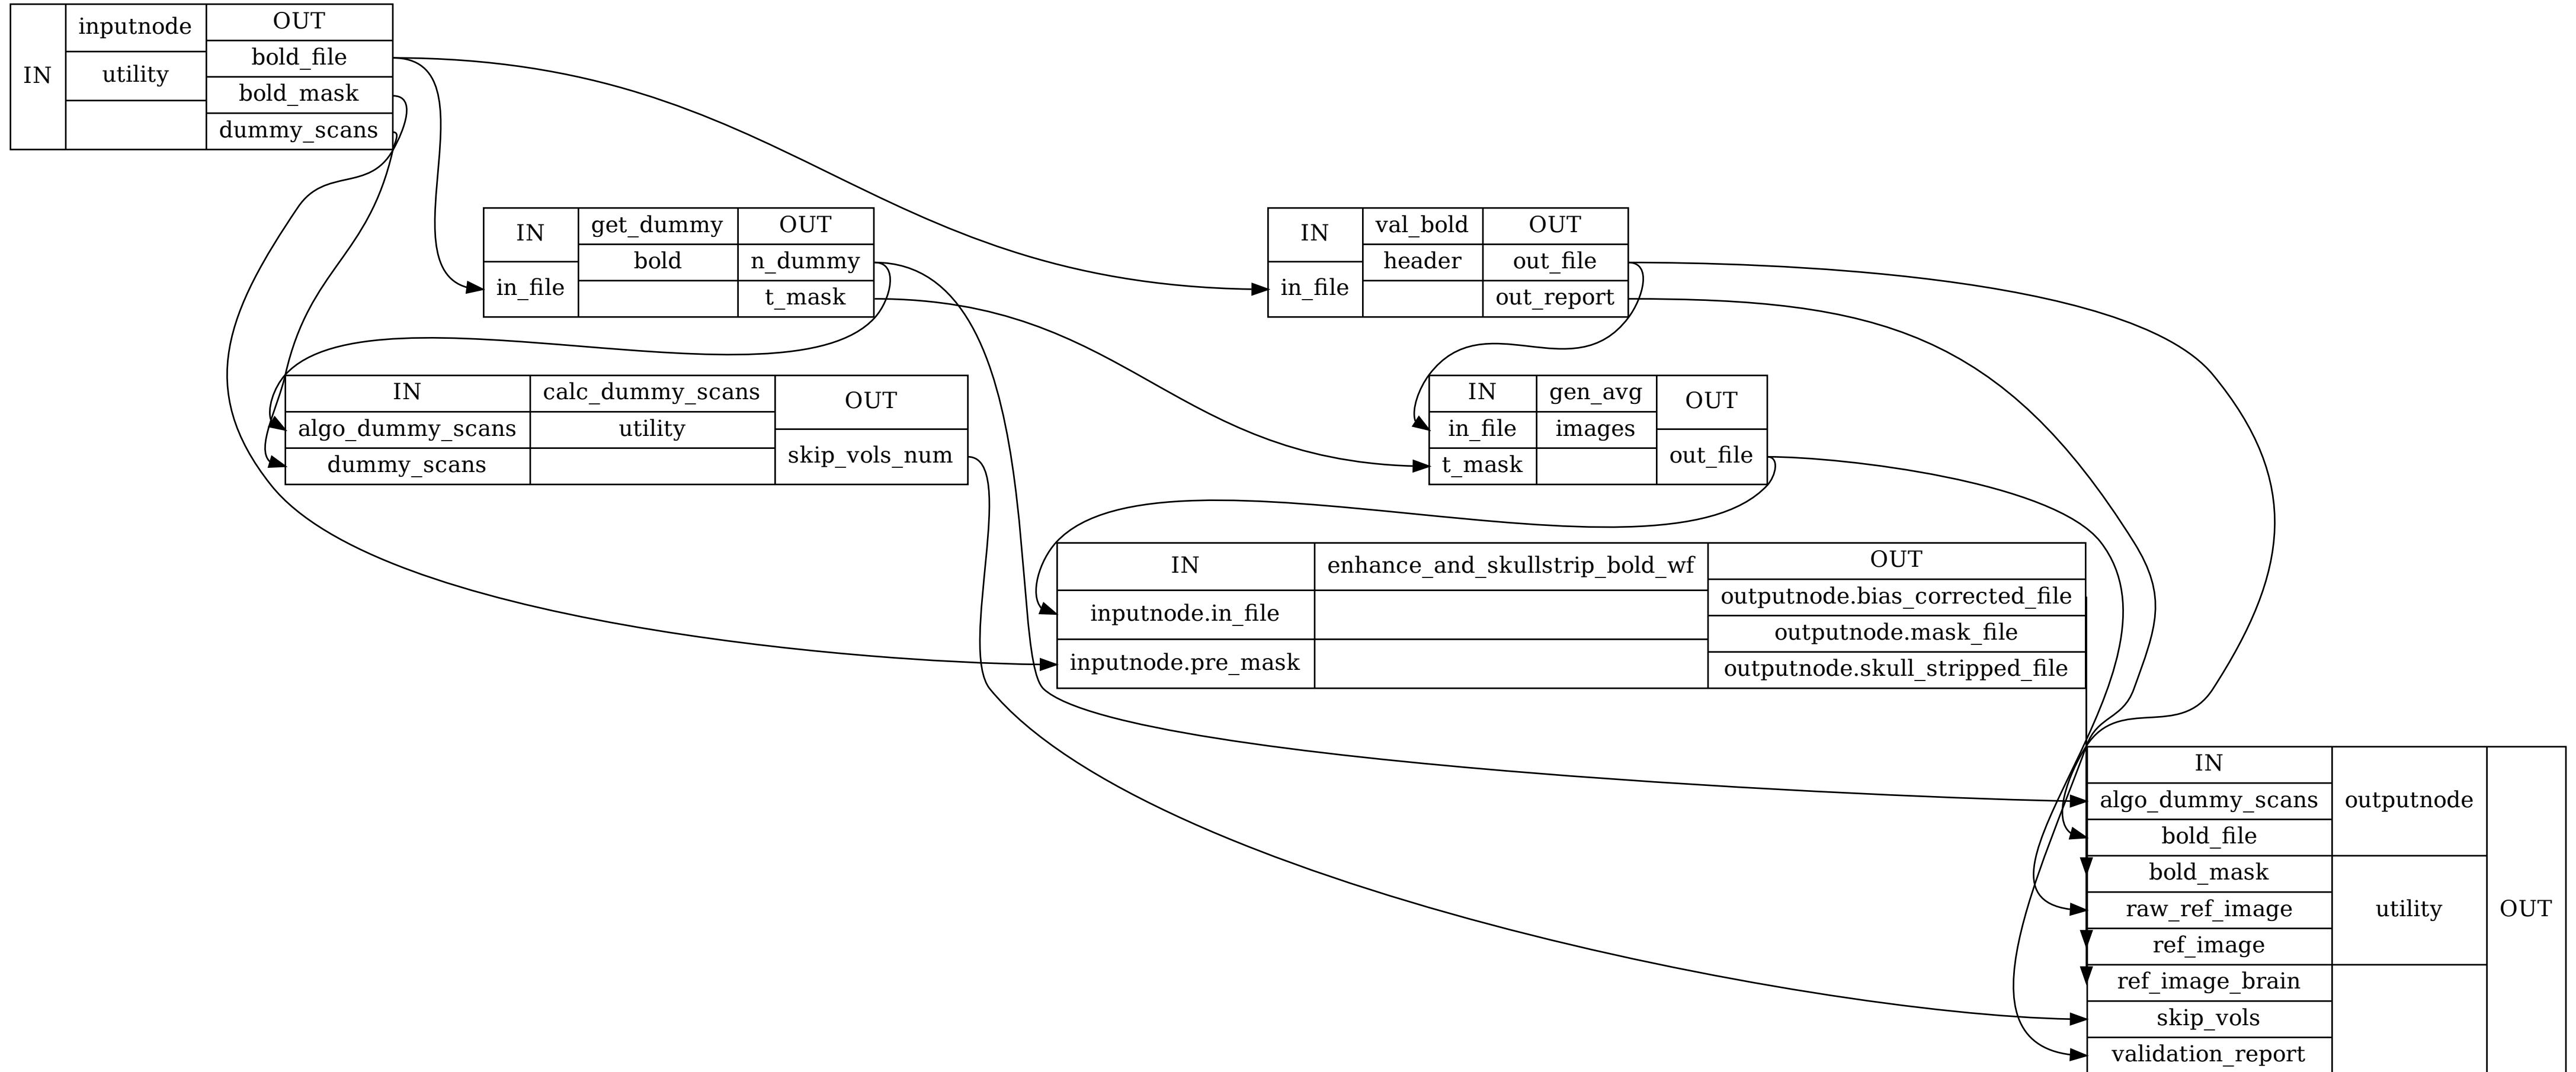 IN
inputnode
utility
OUT
bold_file
bold_mask
dummy_scans
IN
in_file
get_dummy
bold
OUT
n_dummy
t_mask
IN
in_file
val_bold
header
OUT
out_file
out_report
IN
algo_dummy_scans
dummy_scans
calc_dummy_scans
utility
OUT
skip_vols_num
IN
in_file
t_mask
gen_avg
images
OUT
out_file
IN
inputnode.in_file
inputnode.pre_mask
enhance_and_skullstrip_bold_wf
OUT
outputnode.bias_corrected_file
outputnode.mask_file
outputnode.skull_stripped_file
IN
algo_dummy_scans
bold_file
bold_mask
raw_ref_image
ref_image
ref_image_brain
skip_vols
validation_report
outputnode
utility
OUT